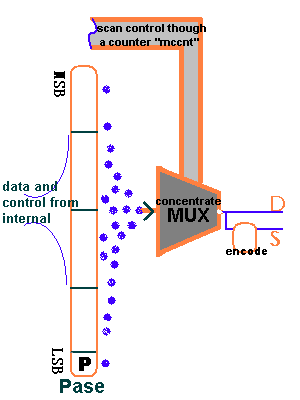 scan control though
a counter "mccnt"
MSB
data and
control from
internal
concentrate
MUX
D
S
encode
LSB
P
Pase